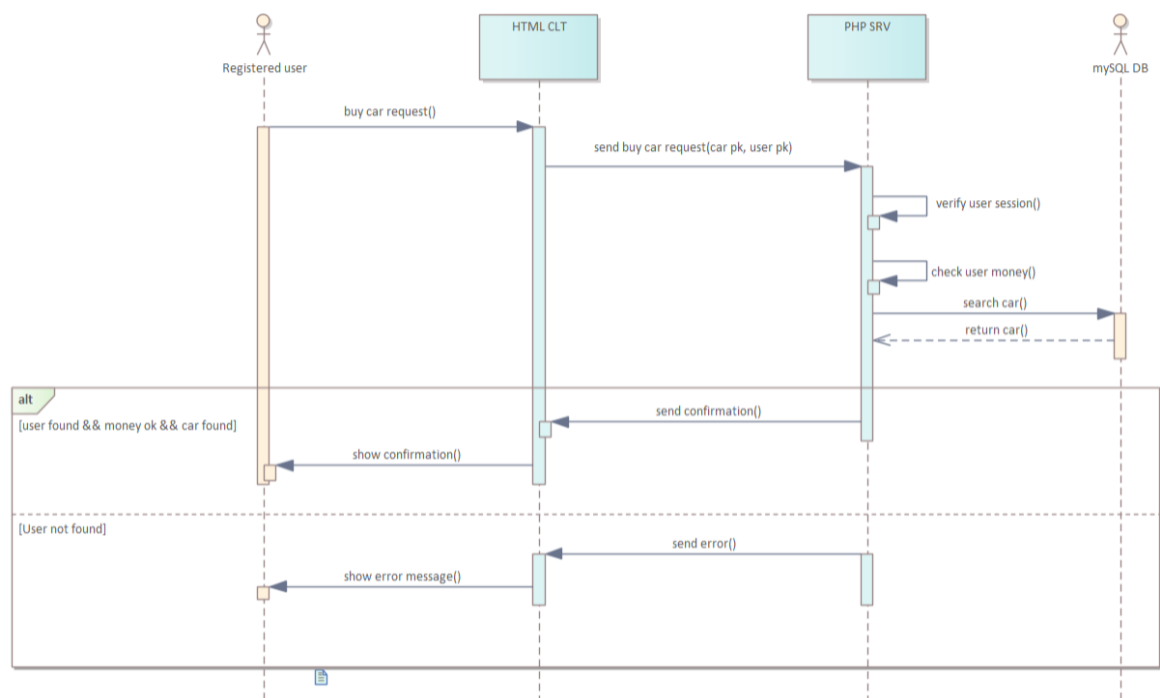 HTML CLT
PHP SRV
Registered user
mySQL DB
buy car request()
send buy car request(car pk, user pk)
verify user session()
check user money()
search car()
return car()
alt
send confirmation()
[user found && money ok && car found]
show confirmation()
[User not found]
send error()
show error message()